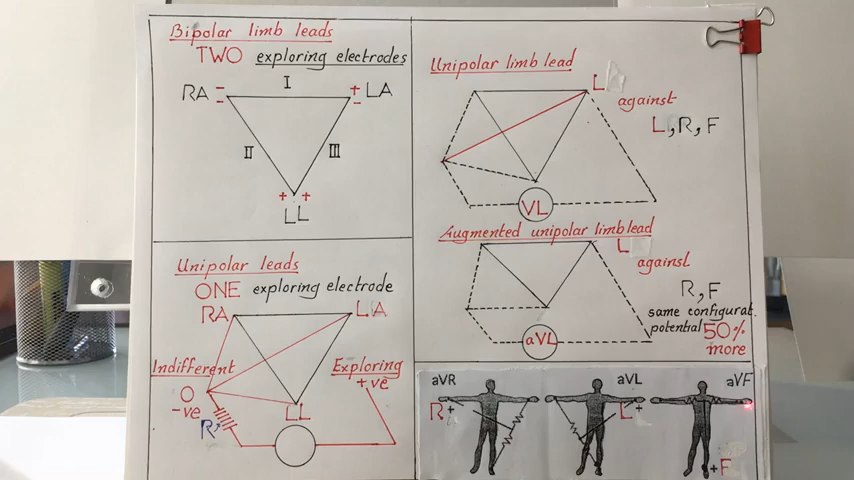 Bipolar limb leads
TWO exploring electrodes
I
RA - + LA
- -
II III
+ +
LL
Unipolar leads
ONE exploring electrode
RA LA
Indifferent Exploring
0 +ve
-ve LL
R
Unipolar limb lead
L
against
L, R, F
VL
Augmented unipolar limb lead
L
against
R, F
same configurat.
potential 50%
more
aVL
aVR aVL aVF
R + L +
+ F